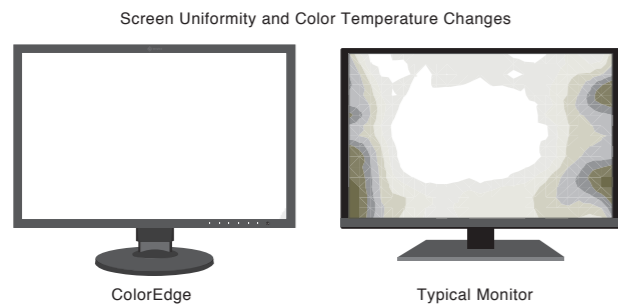 Screen Uniformity and Color Temperature Changes
ColorEdge
Typical Monitor